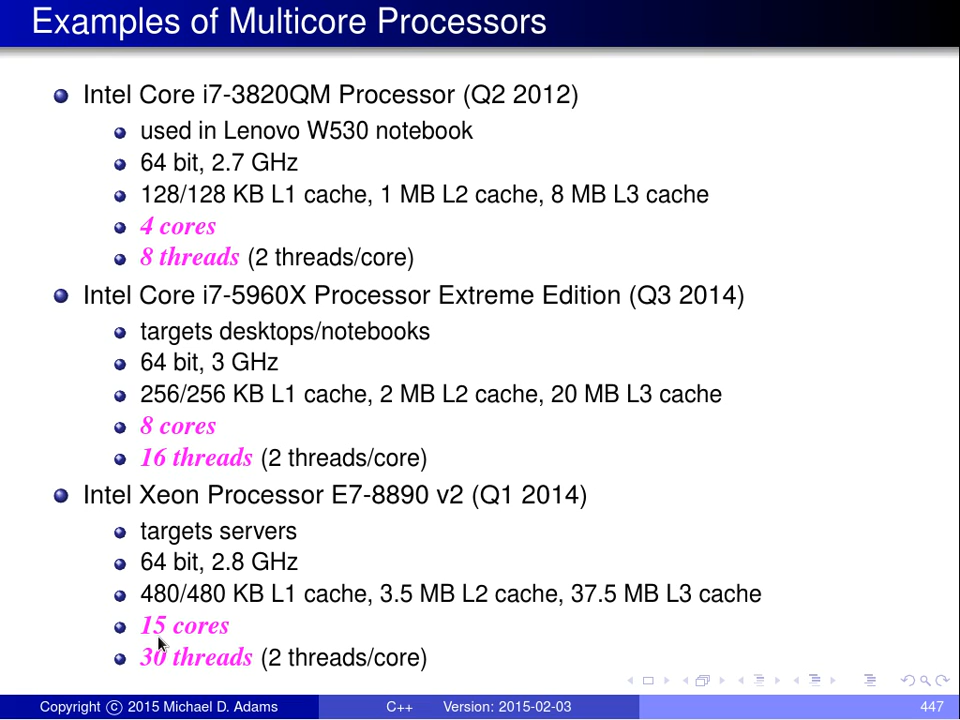 Examples of Multicore Processors
Intel Core i7-3820QM Processor (Q2 2012)
used in Lenovo W530 notebook
64 bit, 2.7 GHz
128/128 KB L1 cache, 1 MB L2 cache, 8 MB L3 cache
4 cores
8 threads (2 threads/core)
Intel Core i7-5960X Processor Extreme Edition (Q3 2014)
targets desktops/notebooks
64 bit, 3 GHz
256/256 KB L1 cache, 2 MB L2 cache, 20 MB L3 cache
8 cores
16 threads (2 threads/core)
Intel Xeon Processor E7-8890 v2 (Q1 2014)
targets servers
64 bit, 2.8 GHz
480/480 KB L1 cache, 3.5 MB L2 cache, 37.5 MB L3 cache
15 cores
30 threads (2 threads/core)
Copyright © 2015 Michael D. Adams C++ Version: 2015-02-03 447